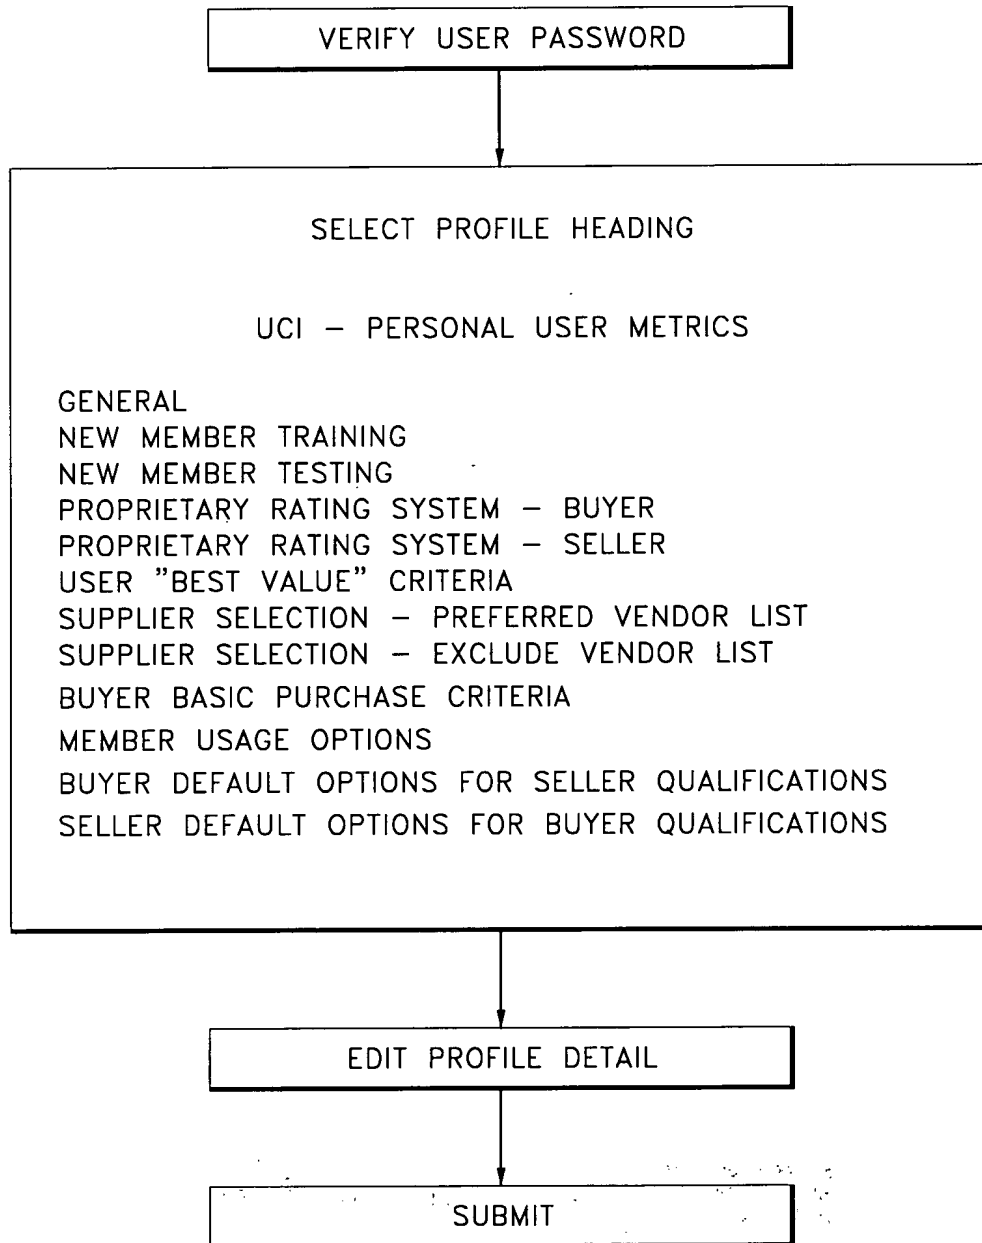 VERIFY USER PASSWORD
SELECT PROFILE HEADING
UCI – PERSONAL USER METRICS
GENERAL
NEW MEMBER TRAINING
NEW MEMBER TESTING
PROPRIETARY RATING SYSTEM – BUYER
PROPRIETARY RATING SYSTEM – SELLER
USER ”BEST VALUE” CRITERIA
SUPPLIER SELECTION – PREFERRED VENDOR LIST
SUPPLIER SELECTION – EXCLUDE VENDOR LIST
BUYER BASIC PURCHASE CRITERIA
MEMBER USAGE OPTIONS
BUYER DEFAULT OPTIONS FOR SELLER QUALIFICATIONS
SELLER DEFAULT OPTIONS FOR BUYER QUALIFICATIONS
EDIT PROFILE DETAIL
SUBMIT